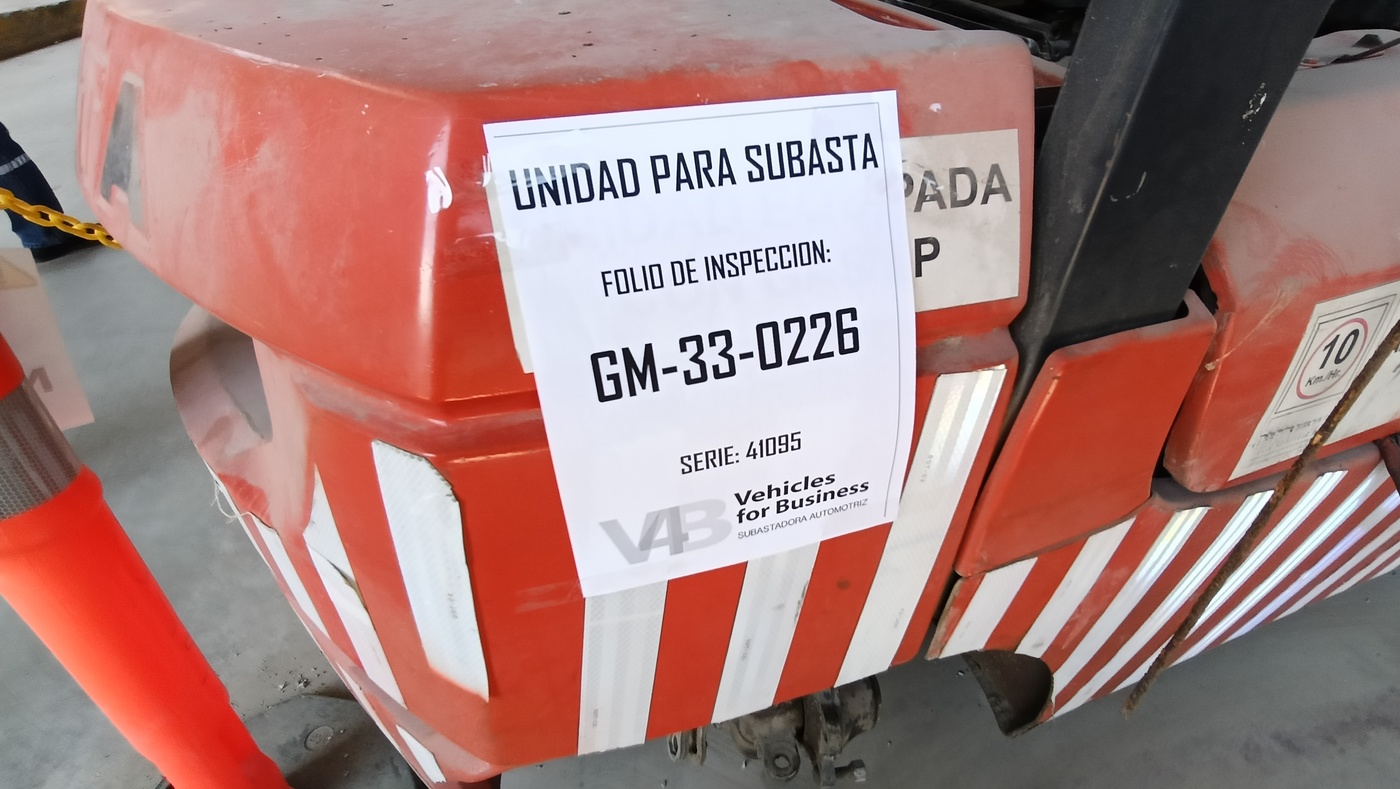 UNIDAD PARA SUBASTA
FOLIO DE INSPECCION:
GM-33-0226
SERIE: 41095
V4B
Vehicles
for Business
SUBASTADORA AUTOMOTRIZ
PADA
P
10
Km./Hr.